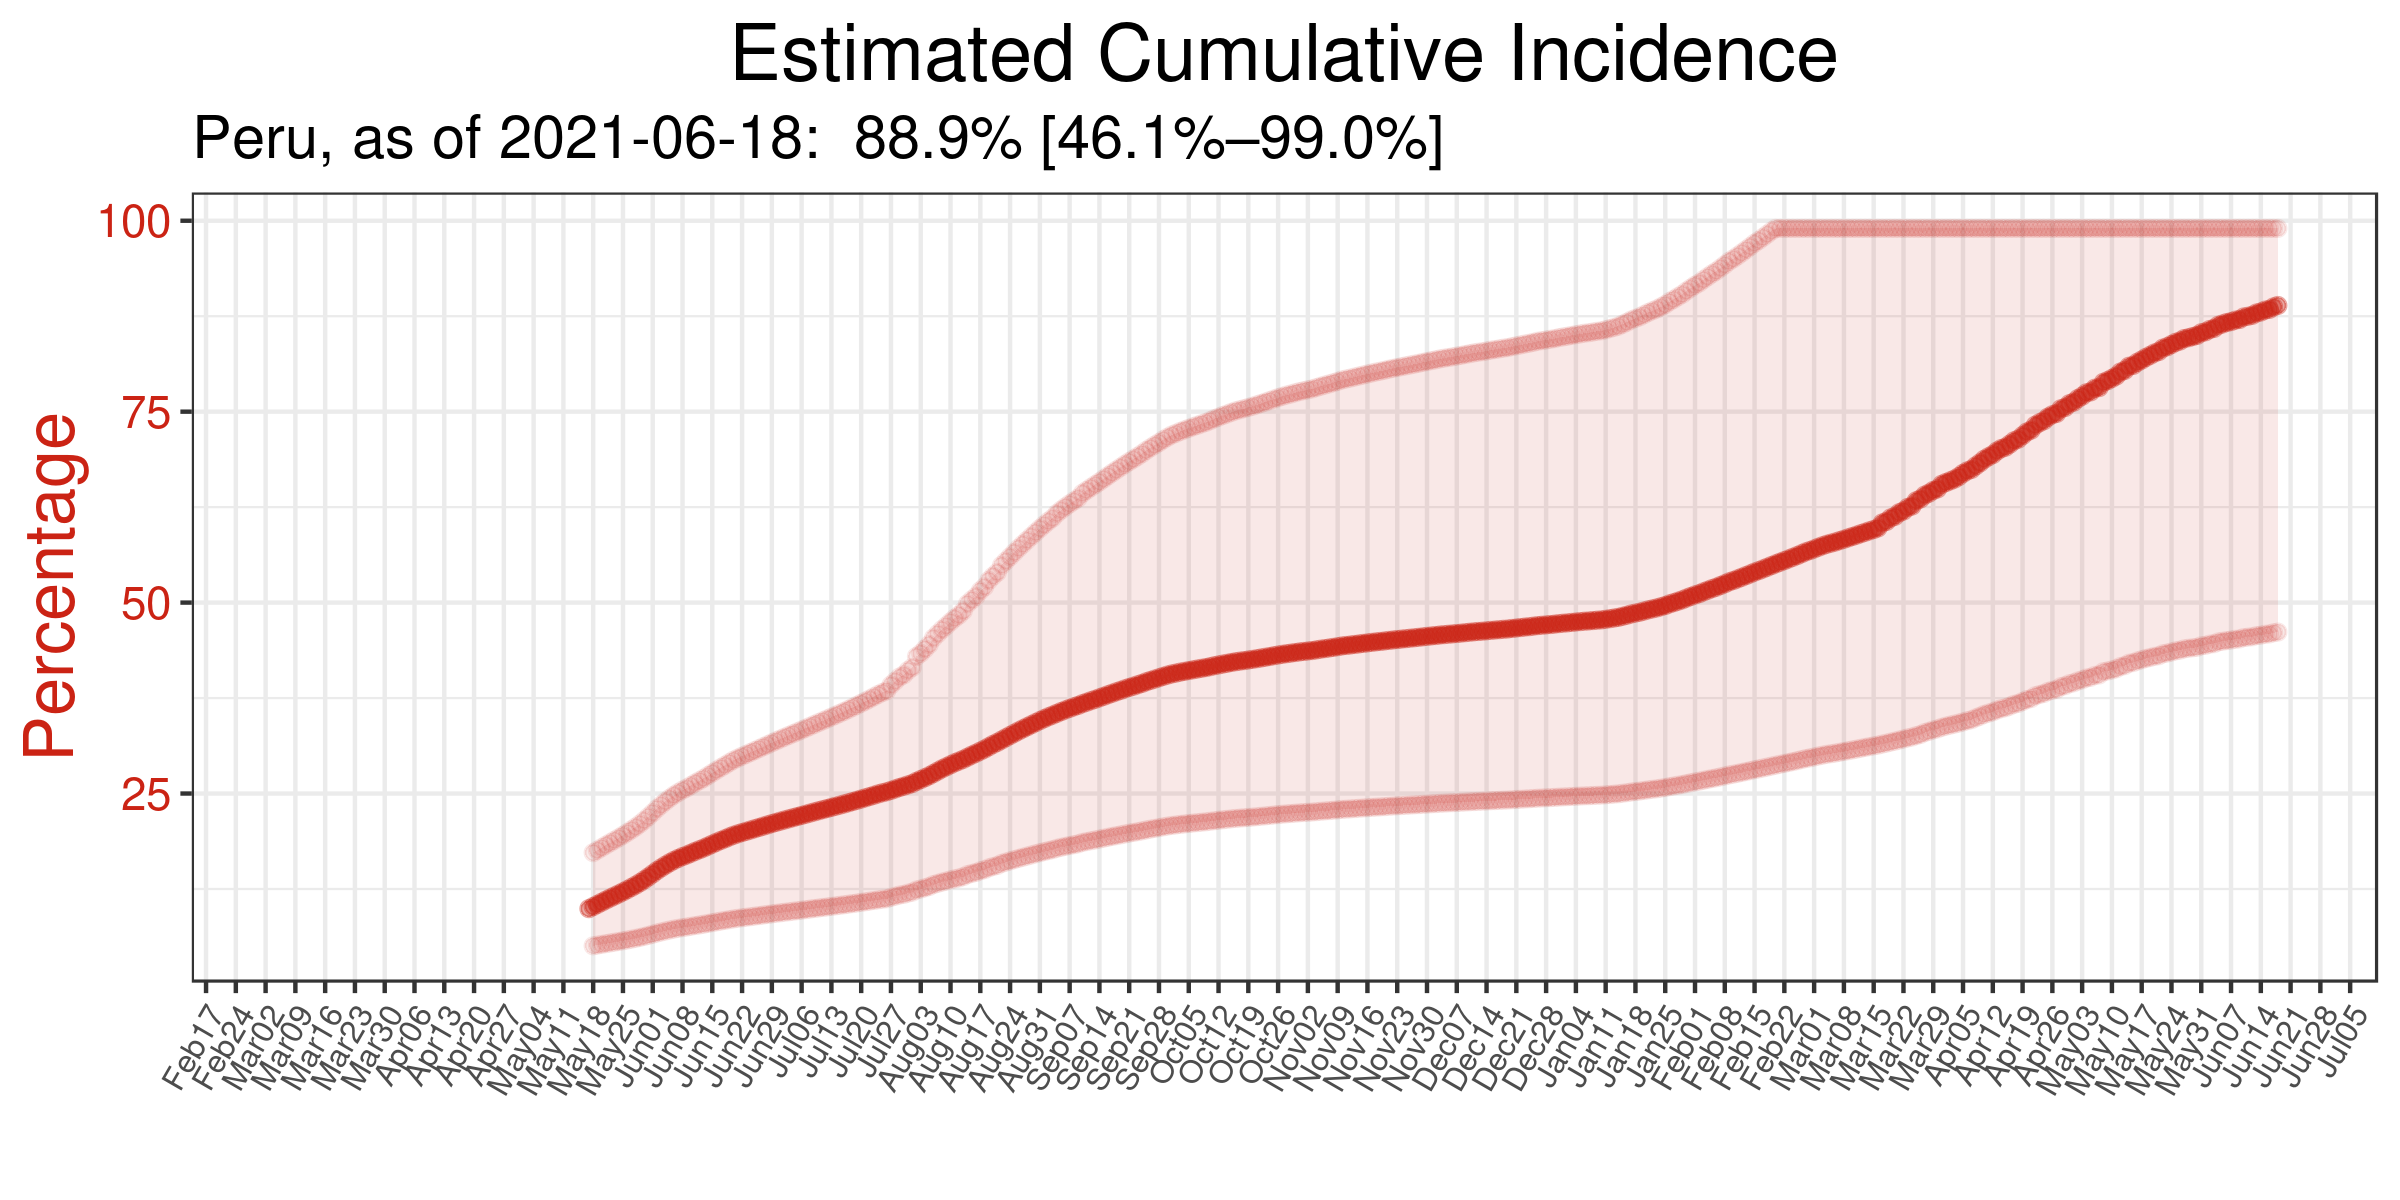 Estimated Cumulative Incidence
Peru, as of 2021-06-18:  88.9% [46.1%–99.0%]
Percentage
100
75
50
25
Feb17
Feb24
Mar02
Mar09
Mar16
Mar23
Mar30
Apr06
Apr13
Apr20
Apr27
May04
May11
May18
May25
Jun01
Jun08
Jun15
Jun22
Jun29
Jul06
Jul13
Jul20
Jul27
Aug03
Aug10
Aug17
Aug24
Aug31
Sep07
Sep14
Sep21
Sep28
Oct05
Oct12
Oct19
Oct26
Nov02
Nov09
Nov16
Nov23
Nov30
Dec07
Dec14
Dec21
Dec28
Jan04
Jan11
Jan18
Jan25
Feb01
Feb08
Feb15
Feb22
Mar01
Mar08
Mar15
Mar22
Mar29
Apr05
Apr12
Apr19
Apr26
May03
May10
May17
May24
May31
Jun07
Jun14
Jun21
Jun28
Jul05